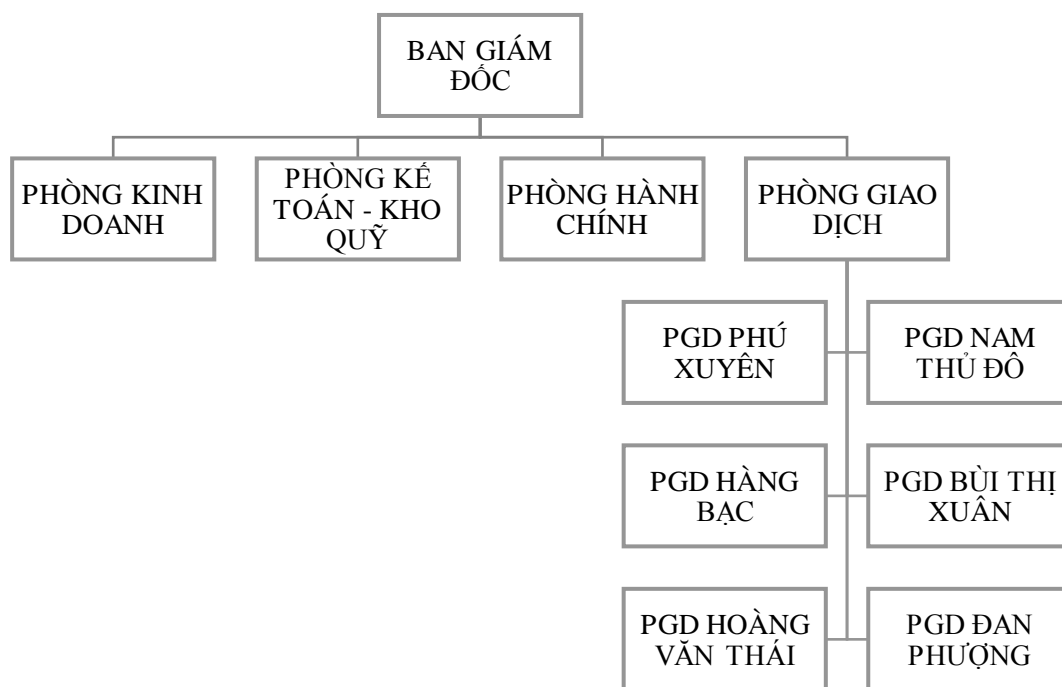 BAN GIÁM
ĐỐC
PHÒNG KINH
DOANH
PHÒNG KẾ
TOÁN - KHO
QUỸ
PHÒNG HÀNH
CHÍNH
PHÒNG GIAO
DỊCH
PGD PHÚ
XUYÊN
PGD NAM
THỦ ĐÔ
PGD HÀNG
BẠC
PGD BÙI THỊ
XUÂN
PGD HOÀNG
VĂN THÁI
PGD ĐAN
PHƯỢNG